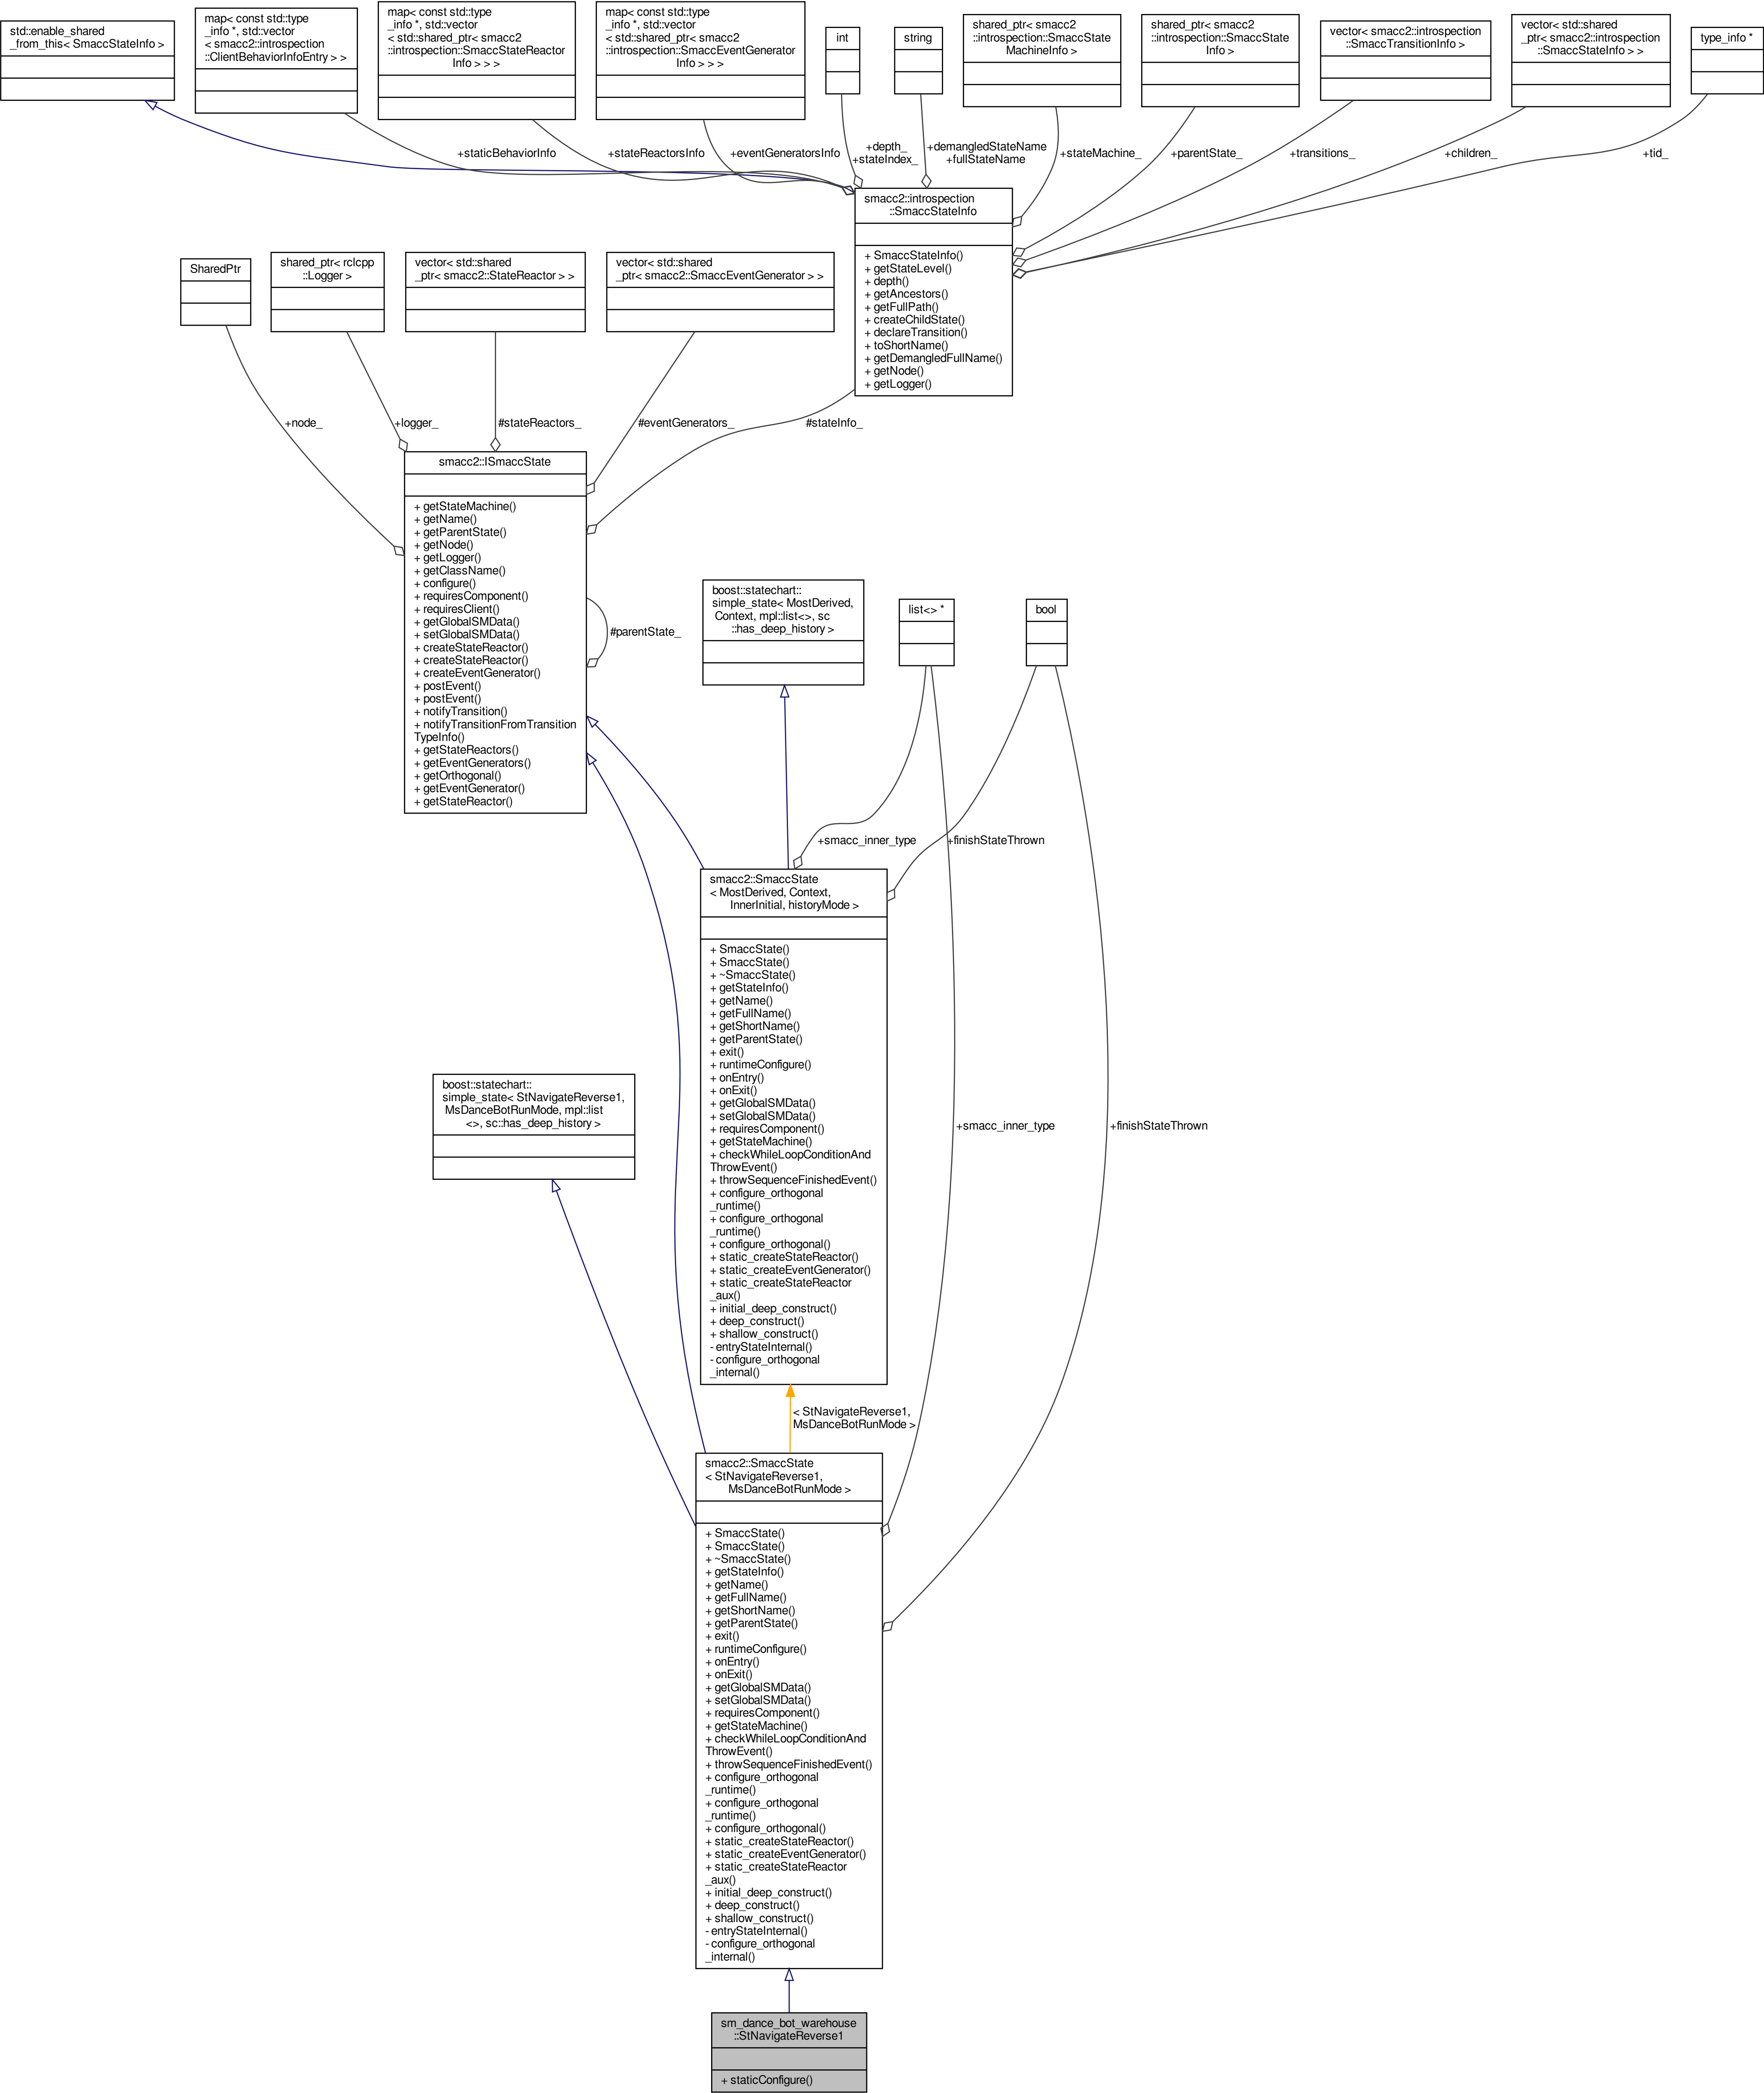 std::enable_shared
_from_this< SmaccStateInfo >
map< const std::type
_info *, std::vector
< smacc2::introspection
::ClientBehaviorInfoEntry > >
map< const std::type
_info *, std::vector
< std::shared_ptr< smacc2
::introspection::SmaccStateReactor
Info > > >
map< const std::type
_info *, std::vector
< std::shared_ptr< smacc2
::introspection::SmaccEventGenerator
Info > > >
int
string
shared_ptr< smacc2
::introspection::SmaccState
MachineInfo >
shared_ptr< smacc2
::introspection::SmaccState
Info >
vector< smacc2::introspection
::SmaccTransitionInfo >
vector< std::shared
_ptr< smacc2::introspection
::SmaccStateInfo > >
type_info *
+staticBehaviorInfo
+stateReactorsInfo
+eventGeneratorsInfo
+depth_
+stateIndex_
+demangledStateName
+fullStateName
+stateMachine_
+parentState_
+transitions_
+children_
+tid_
smacc2::introspection
::SmaccStateInfo
+ SmaccStateInfo()
+ getStateLevel()
+ depth()
+ getAncestors()
+ getFullPath()
+ createChildState()
+ declareTransition()
+ toShortName()
+ getDemangledFullName()
+ getNode()
+ getLogger()
SharedPtr
shared_ptr< rclcpp
::Logger >
vector< std::shared
_ptr< smacc2::StateReactor > >
vector< std::shared
_ptr< smacc2::SmaccEventGenerator > >
+node_
+logger_
#stateReactors_
#eventGenerators_
#stateInfo_
smacc2::ISmaccState
+ getStateMachine()
+ getName()
+ getParentState()
+ getNode()
+ getLogger()
+ getClassName()
+ configure()
+ requiresComponent()
+ requiresClient()
+ getGlobalSMData()
+ setGlobalSMData()
+ createStateReactor()
+ createStateReactor()
+ createEventGenerator()
+ postEvent()
+ postEvent()
+ notifyTransition()
+ notifyTransitionFromTransition
TypeInfo()
+ getStateReactors()
+ getEventGenerators()
+ getOrthogonal()
+ getEventGenerator()
+ getStateReactor()
#parentState_
boost::statechart::
simple_state< MostDerived,
Context, mpl::list<>, sc
::has_deep_history >
list<> *
bool
+smacc_inner_type
+finishStateThrown
smacc2::SmaccState
< MostDerived, Context,
InnerInitial, historyMode >
+ SmaccState()
+ SmaccState()
+ ~SmaccState()
+ getStateInfo()
+ getName()
+ getFullName()
+ getShortName()
+ getParentState()
+ exit()
+ runtimeConfigure()
+ onEntry()
+ onExit()
+ getGlobalSMData()
+ setGlobalSMData()
+ requiresComponent()
+ getStateMachine()
+ checkWhileLoopConditionAnd
ThrowEvent()
+ throwSequenceFinishedEvent()
+ configure_orthogonal
_runtime()
+ configure_orthogonal
_runtime()
+ configure_orthogonal()
+ static_createStateReactor()
+ static_createEventGenerator()
+ static_createStateReactor
_aux()
+ initial_deep_construct()
+ deep_construct()
+ shallow_construct()
- entryStateInternal()
- configure_orthogonal
_internal()
boost::statechart::
simple_state< StNavigateReverse1,
MsDanceBotRunMode, mpl::list
<>, sc::has_deep_history >
+smacc_inner_type
+finishStateThrown
< StNavigateReverse1,
MsDanceBotRunMode >
smacc2::SmaccState
< StNavigateReverse1,
MsDanceBotRunMode >
+ SmaccState()
+ SmaccState()
+ ~SmaccState()
+ getStateInfo()
+ getName()
+ getFullName()
+ getShortName()
+ getParentState()
+ exit()
+ runtimeConfigure()
+ onEntry()
+ onExit()
+ getGlobalSMData()
+ setGlobalSMData()
+ requiresComponent()
+ getStateMachine()
+ checkWhileLoopConditionAnd
ThrowEvent()
+ throwSequenceFinishedEvent()
+ configure_orthogonal
_runtime()
+ configure_orthogonal
_runtime()
+ configure_orthogonal()
+ static_createStateReactor()
+ static_createEventGenerator()
+ static_createStateReactor
_aux()
+ initial_deep_construct()
+ deep_construct()
+ shallow_construct()
- entryStateInternal()
- configure_orthogonal
_internal()
sm_dance_bot_warehouse
::StNavigateReverse1
+ staticConfigure()